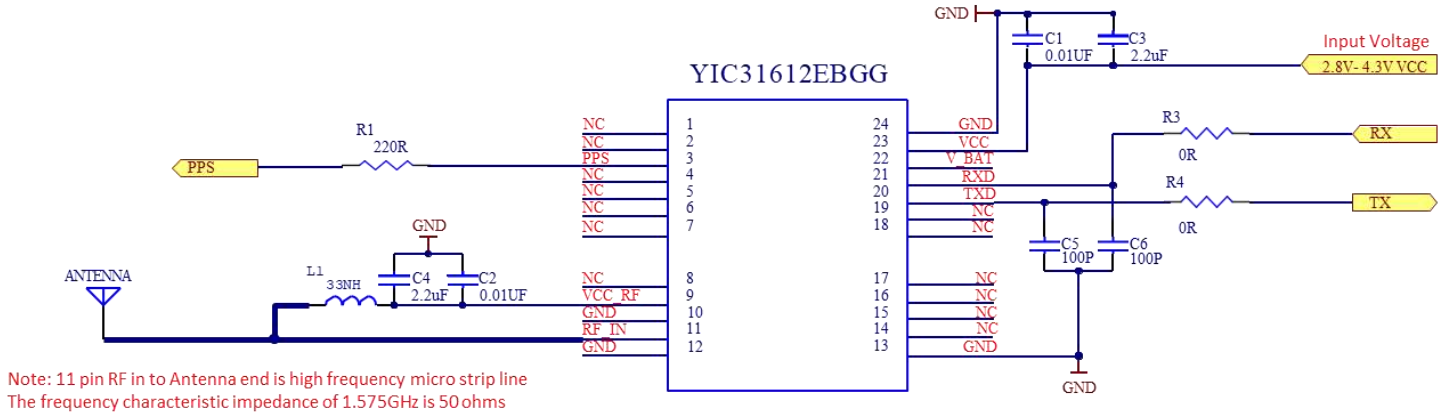 GND
C1
0.01UF
C3
2.2uF
Input Voltage
2.8V- 4.3V VCC
YIC31612EBGG
R1
220R
PPS
NC
NC
PPS
NC
NC
NC
NC
1
2
3
4
5
6
7
24
23
22
21
20
19
18
GND
VCC
V_BAT
RXD
TXD
NC
NC
R3
0R
RX
R4
0R
TX
C5
100P
C6
100P
GND
ANTENNA
L1
33NH
C4
2.2uF
C2
0.01UF
NC
VCC_RF
GND
RF_IN
GND
8
9
10
11
12
17
16
15
14
13
NC
NC
NC
NC
GND
GND
Note: 11 pin RF in to Antenna end is high frequency micro strip line
The frequency characteristic impedance of 1.575GHz is 50 ohms